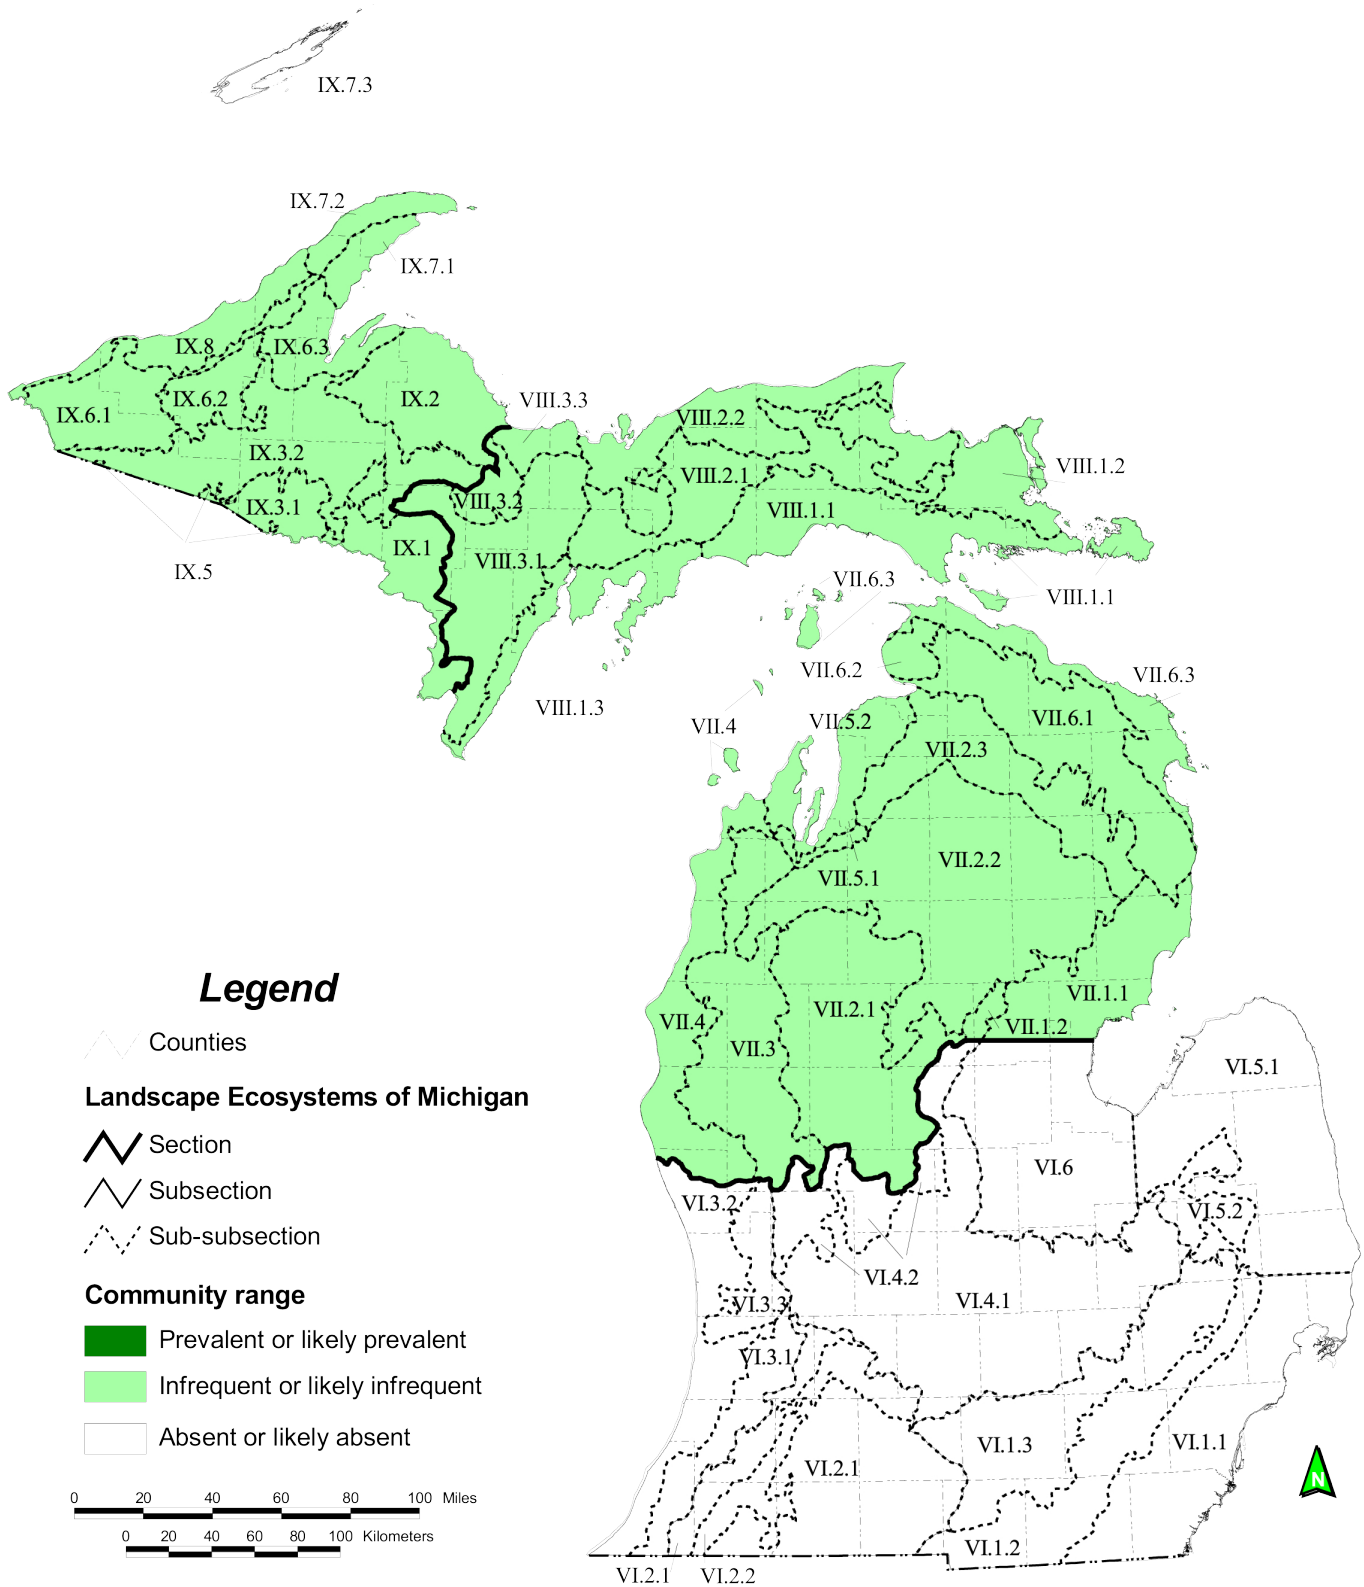 IX.7.3
IX.7.2
IX.7.1
IX.8
IX.6.3
IX.6.2
IX.2
IX.6.1
VIII.3.3
VIII.2.2
IX.3.2
VIII.1.2
VIII.2.1
IX.3.1
VIII.3.2
VIII.1.1
IX.1
VIII.3.1
IX.5
VII.6.3
VIII.1.1
VII.6.2
VII.6.3
VIII.1.3
VII.4
VII.5.2
VII.6.1
VII.2.3
VII.2.2
VII.5.1
VII.1.1
VII.4
VII.2.1
VII.1.2
VII.3
VI.5.1
VI.6
VI.3.2
VI.5.2
VI.4.2
VI.3.3
VI.4.1
VI.3.1
VI.1.3
VI.1.1
VI.2.1
VI.1.2
VI.2.1
VI.2.2
N
Legend
Counties
Landscape Ecosystems of Michigan
Section
Subsection
Sub-subsection
Community range
Prevalent or likely prevalent
Infrequent or likely infrequent
Absent or likely absent
0 20 40 60 80 100 Miles
0 20 40 60 80 100 Kilometers